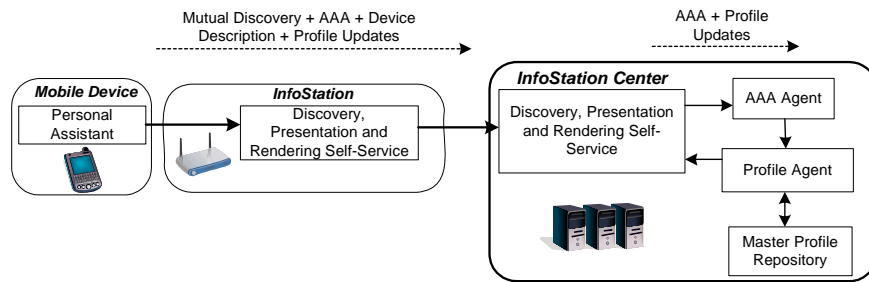 Mutual Discovery + AAA + Device
Description + Profile Updates
AAA + Profile
Updates
Mobile Device
Personal
Assistant
InfoStation
Discovery,
Presentation and
Rendering Self-Service
InfoStation Center
Discovery, Presentation
and Rendering Self-
Service
AAA Agent
Profile Agent
Master Profile
Repository